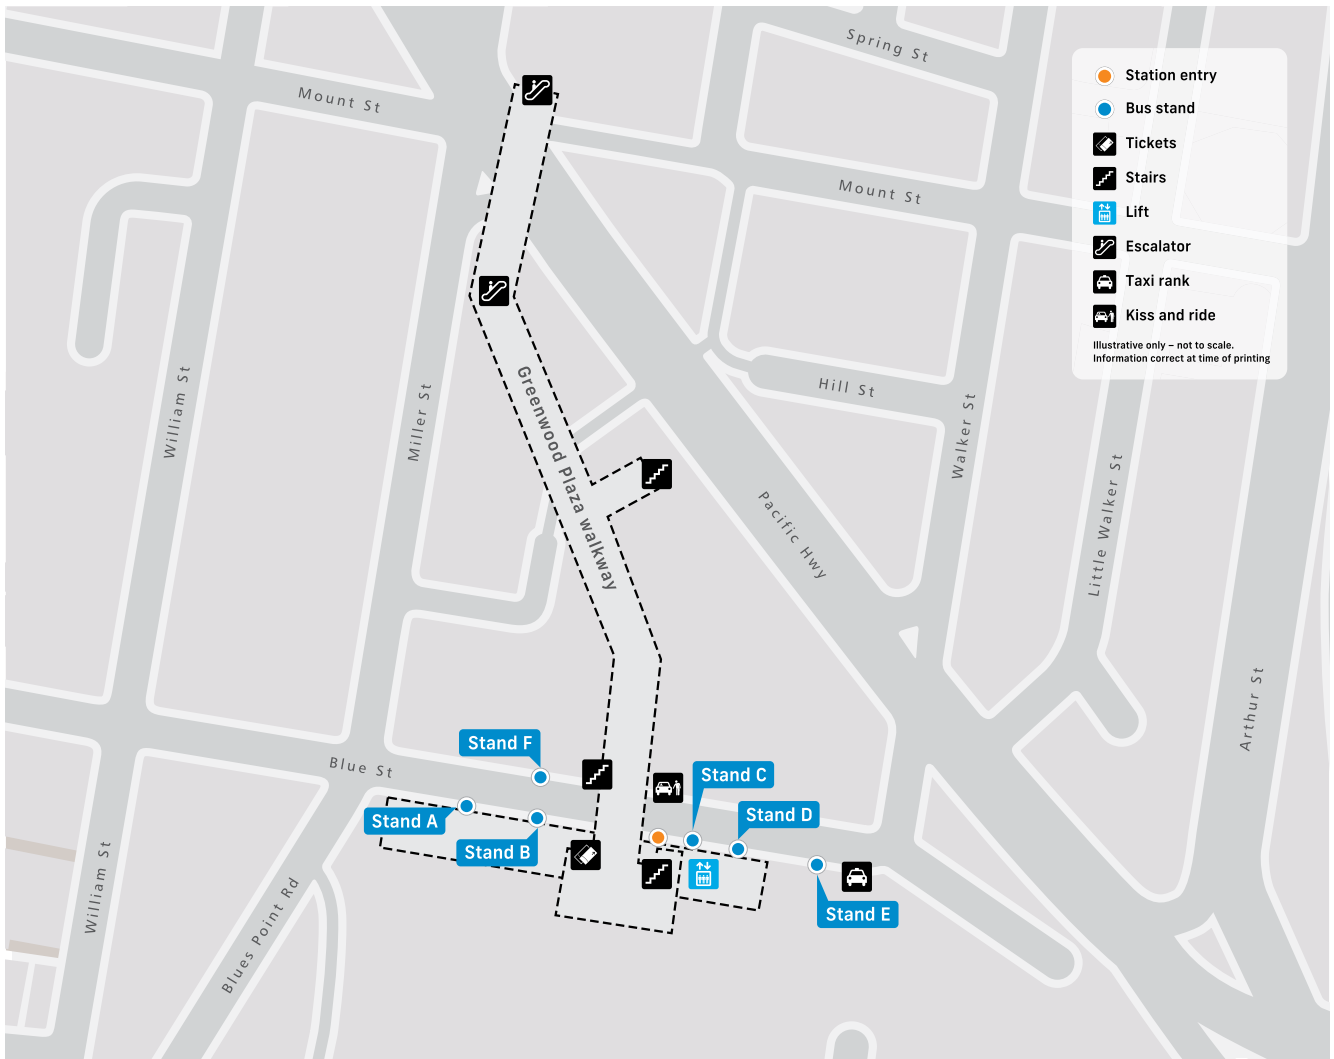 Spring St
Mount St
Station entry
Bus stand
Tickets
Stairs
Lift
Escalator
Taxi rank
Kiss and ride
Illustrative only – not to scale.
Information correct at time of printing
Mount St
William St
Miller St
Greenwood Plaza walkway
Hill St
Walker St
Little Walker St
Pacific Hwy
Arthur St
Blue St
Stand F
Stand C
Stand A
Stand D
Stand B
Stand E
William St
Blues Point Rd